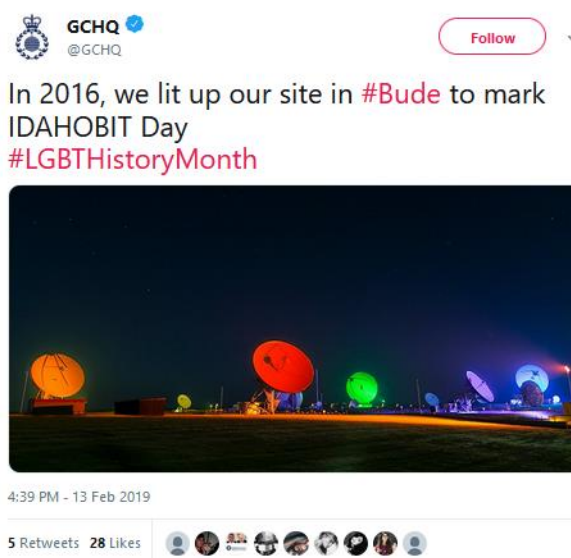 GCHQ
@GCHQ
Follow
In 2016, we lit up our site in #Bude to mark
IDAHOBIT Day
#LGBTHistoryMonth
4:39 PM - 13 Feb 2019
5 Retweets 28 Likes